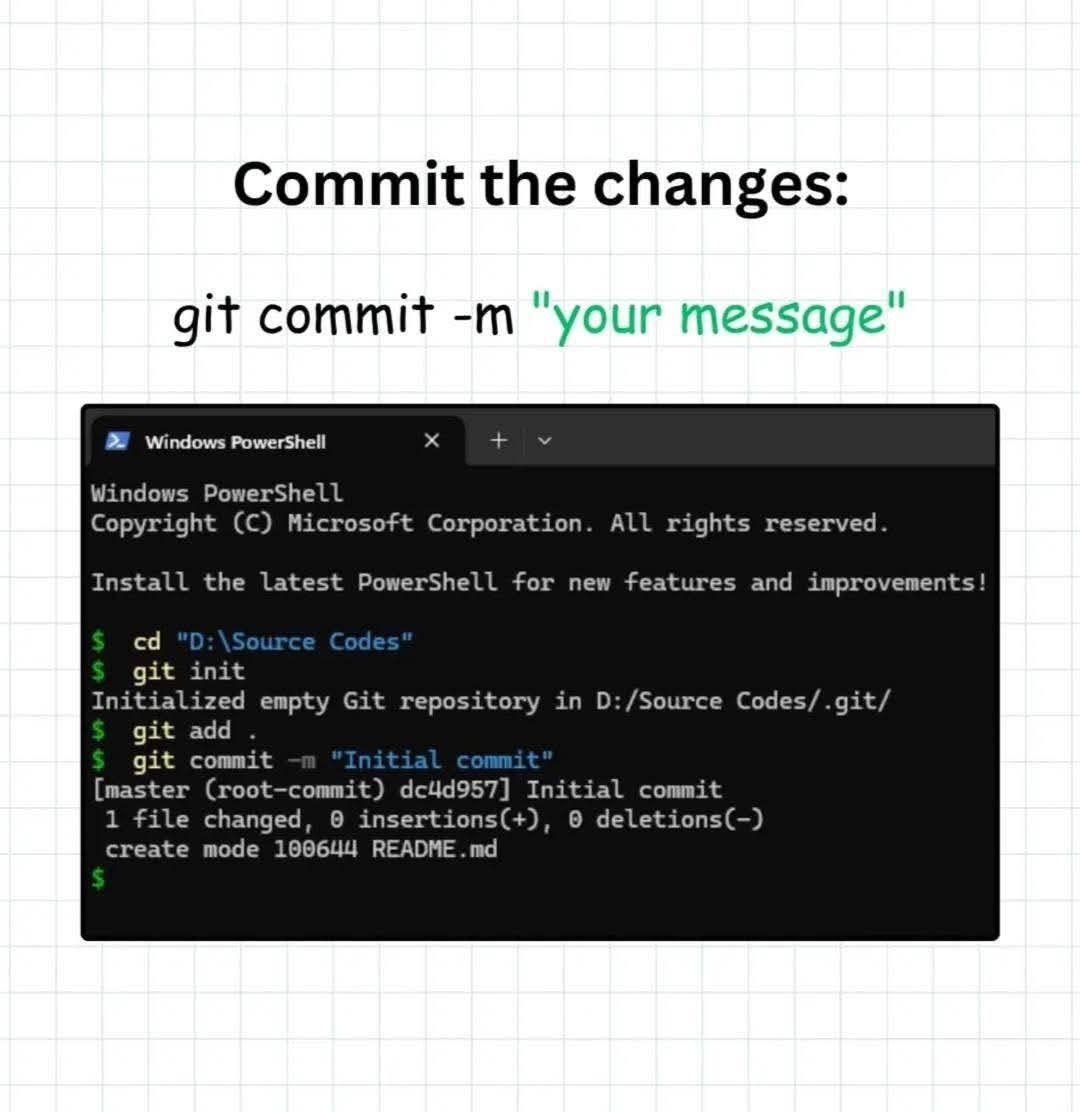 Commit the changes:
git commit -m "your message"
Windows PowerShell
Windows PowerShell
Copyright (C) Microsoft Corporation. All rights reserved.
Install the latest PowerShell for new features and improvements!
$ cd "D:\Source Codes"
$ git init
Initialized empty Git repository in D:/Source Codes/.git/
$ git add .
$ git commit -m "Initial commit"
[master (root-commit) dc4d957] Initial commit
1 file changed, 0 insertions(+), 0 deletions(-)
create mode 100644 README.md
$